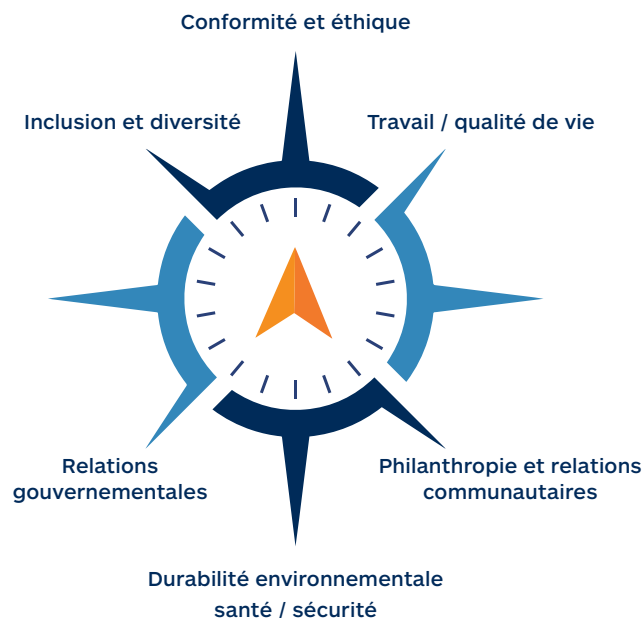 Conformité et éthique
Inclusion et diversité
Travail / qualité de vie
Relations
gouvernementales
Philanthropie et relations
communautaires
Durabilité environnementale
santé / sécurité